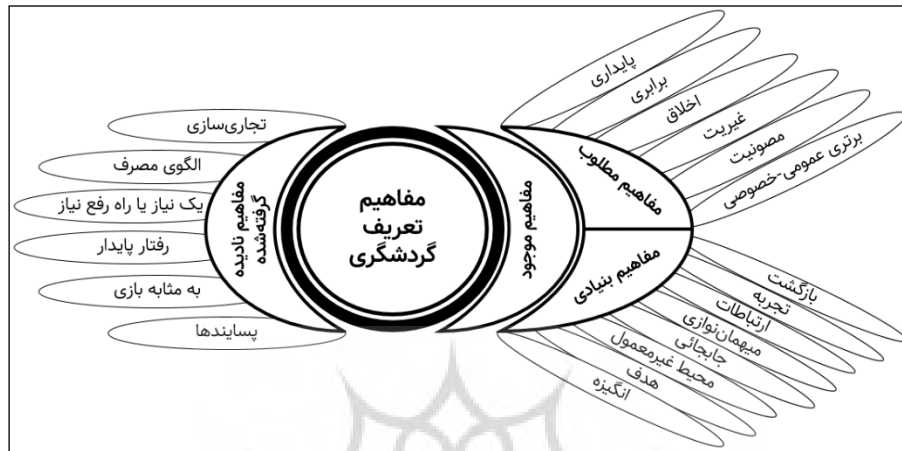 پایداری
برابری
اخلاق
غیریت
مصونیت
برتری عمومی-خصوصی
مفاهیم مطلوب
مفاهیم بنیادی
بازگشت
تجربه
ارتباطات
میهمان‌نوازی
جابجائی
محیط غیرمعمول
هدف
انگیزه
مفاهیم موجود
مفاهیم
تعریف
گردشگری
مفاهیم نادیده
گرفته‌شده
تجاری‌سازی
الگوی مصرف
یک نیاز یا راه رفع نیاز
رفتار پایدار
به مثابه بازی
پسایندها